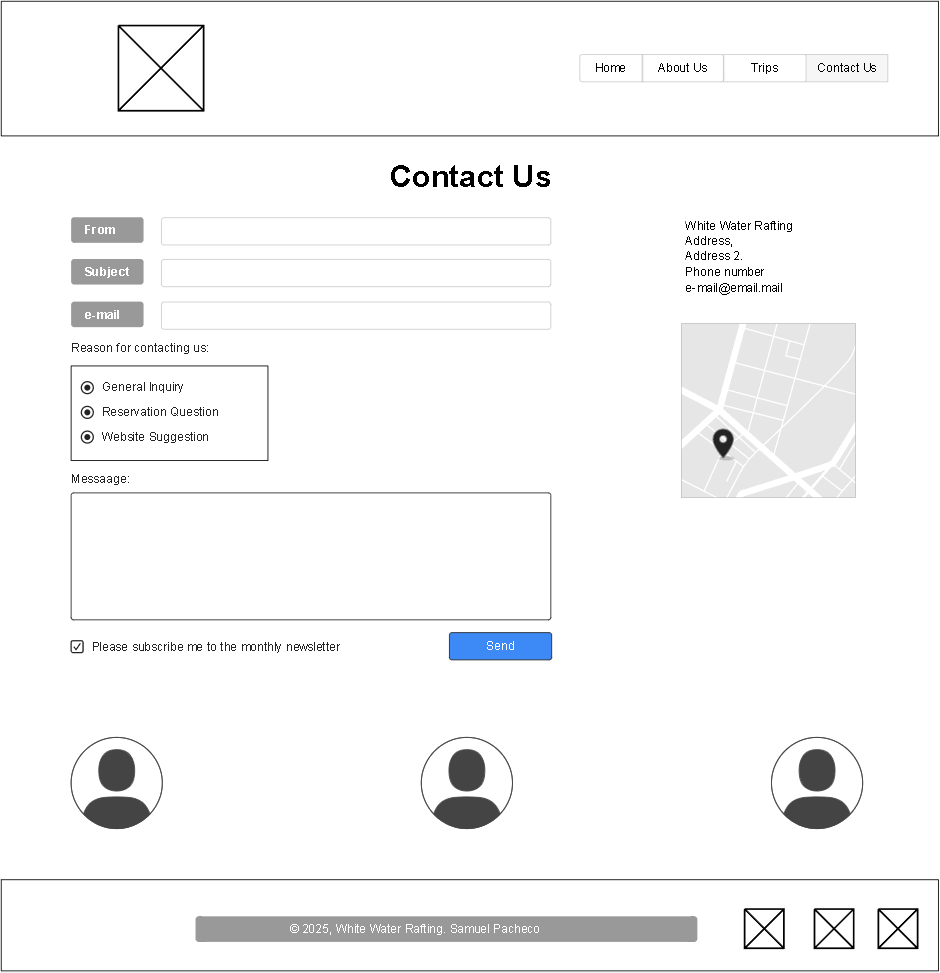 Home
About Us
Trips
Contact Us
Contact Us
From
Subject
e-mail
Reason for contacting us:
General Inquiry
Reservation Question
Website Suggestion
Messaage:
Please subscribe me to the monthly newsletter
Send
White Water Rafting
Address,
Address 2.
Phone number
e-mail@email.mail
© 2025, White Water Rafting. Samuel Pacheco